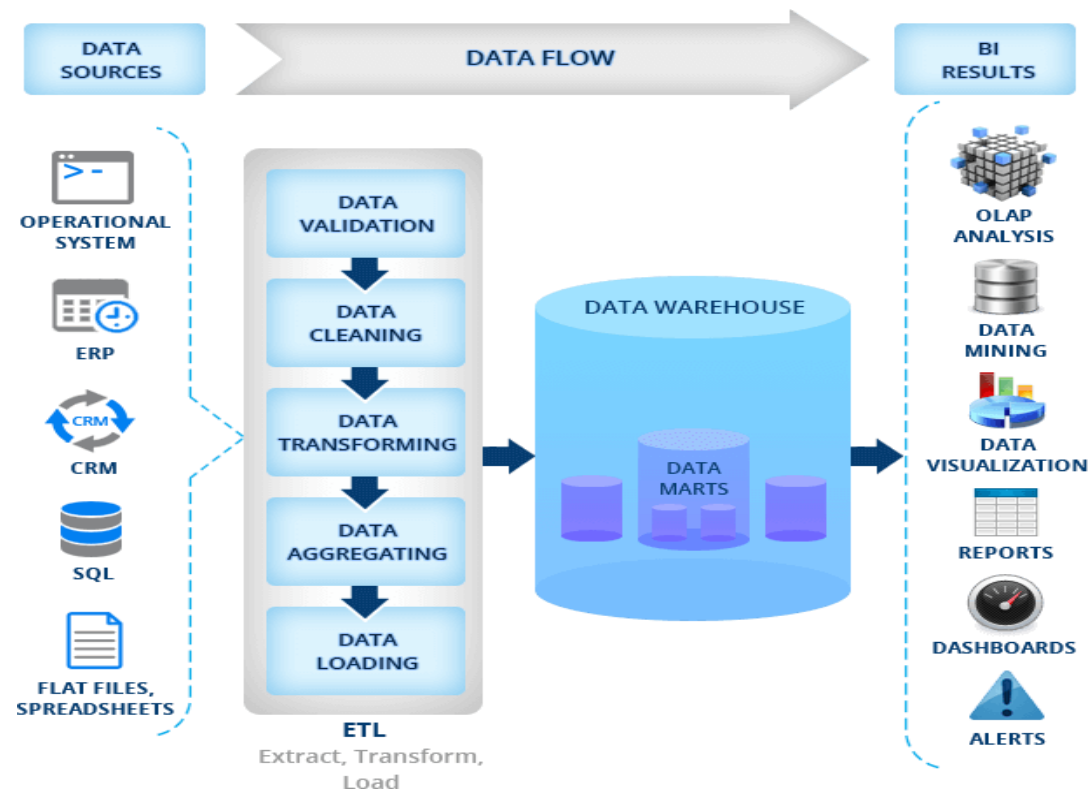 DATA
SOURCES
DATA FLOW
BI
RESULTS
>-
OPERATIONAL
SYSTEM
ERP
CRM
CRM
SQL
FLAT FILES,
SPREADSHEETS
DATA
VALIDATION
DATA
CLEANING
DATA
TRANSFORMING
DATA
AGGREGATING
DATA
LOADING
ETL
Extract, Transform,
Load
DATA WAREHOUSE
DATA
MARTS
OLAP
ANALYSIS
DATA
MINING
DATA
VISUALIZATION
REPORTS
DASHBOARDS
ALERTS